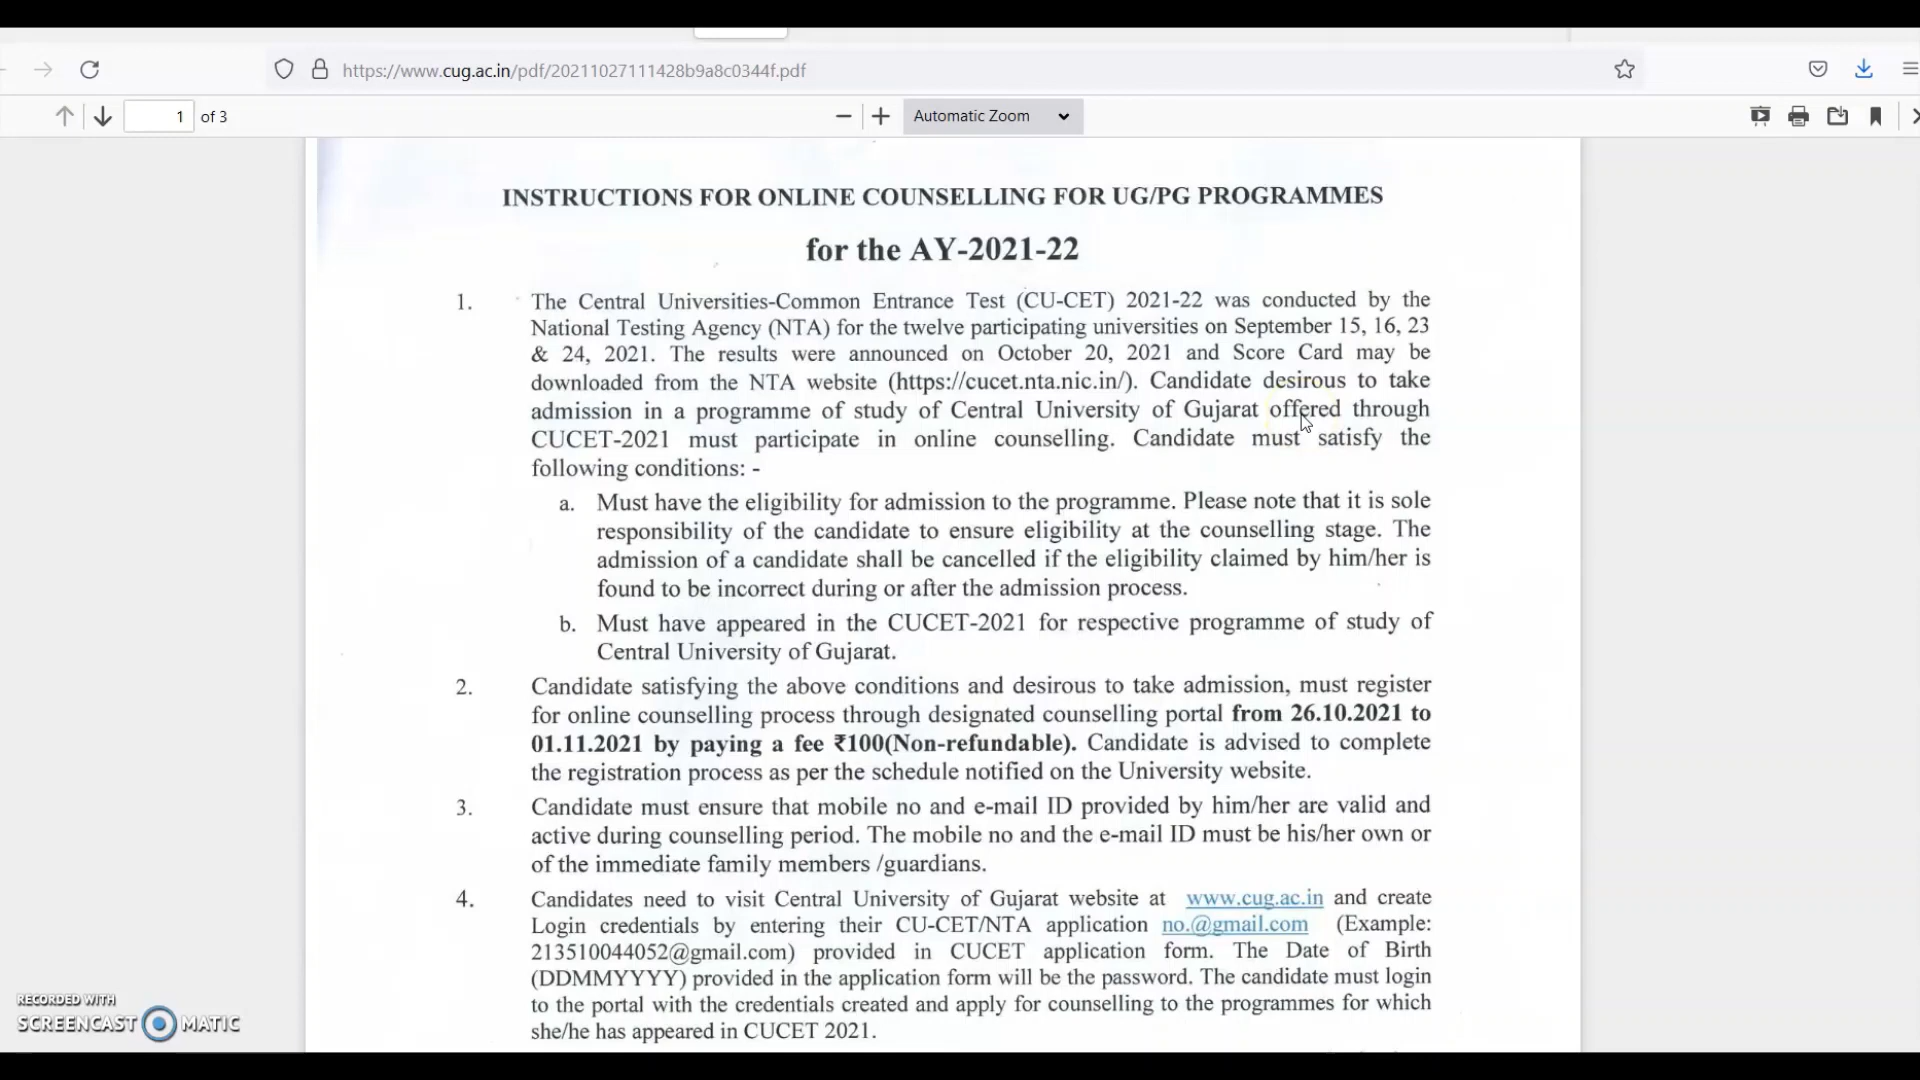 https://www.cug.ac.in/pdf/20211027111428b9a8c0344f.pdf
1 of 3
Automatic Zoom
INSTRUCTIONS FOR ONLINE COUNSELLING FOR UG/PG PROGRAMMES
for the AY-2021-22
1. The Central Universities-Common Entrance Test (CU-CET) 2021-22 was conducted by the
National Testing Agency (NTA) for the twelve participating universities on September 15, 16, 23
& 24, 2021. The results were announced on October 20, 2021 and Score Card may be
downloaded from the NTA website (https://cucet.nta.nic.in/). Candidate desirous to take
admission in a programme of study of Central University of Gujarat offered through
CUCET-2021 must participate in online counselling. Candidate must satisfy the
following conditions: -
a. Must have the eligibility for admission to the programme. Please note that it is sole
responsibility of the candidate to ensure eligibility at the counselling stage. The
admission of a candidate shall be cancelled if the eligibility claimed by him/her is
found to be incorrect during or after the admission process.
b. Must have appeared in the CUCET-2021 for respective programme of study of
Central University of Gujarat.
2. Candidate satisfying the above conditions and desirous to take admission, must register
for online counselling process through designated counselling portal from 26.10.2021 to
01.11.2021 by paying a fee ₹100(Non-refundable). Candidate is advised to complete
the registration process as per the schedule notified on the University website.
3. Candidate must ensure that mobile no and e-mail ID provided by him/her are valid and
active during counselling period. The mobile no and the e-mail ID must be his/her own or
of the immediate family members /guardians.
4. Candidates need to visit Central University of Gujarat website at www.cug.ac.in and create
Login credentials by entering their CU-CET/NTA application no.@gmail.com (Example:
213510044052@gmail.com) provided in CUCET application form. The Date of Birth
(DDMMYYYY) provided in the application form will be the password. The candidate must login
to the portal with the credentials created and apply for counselling to the programmes for which
she/he has appeared in CUCET 2021.
RECORDED WITH
SCREENCAST MATIC